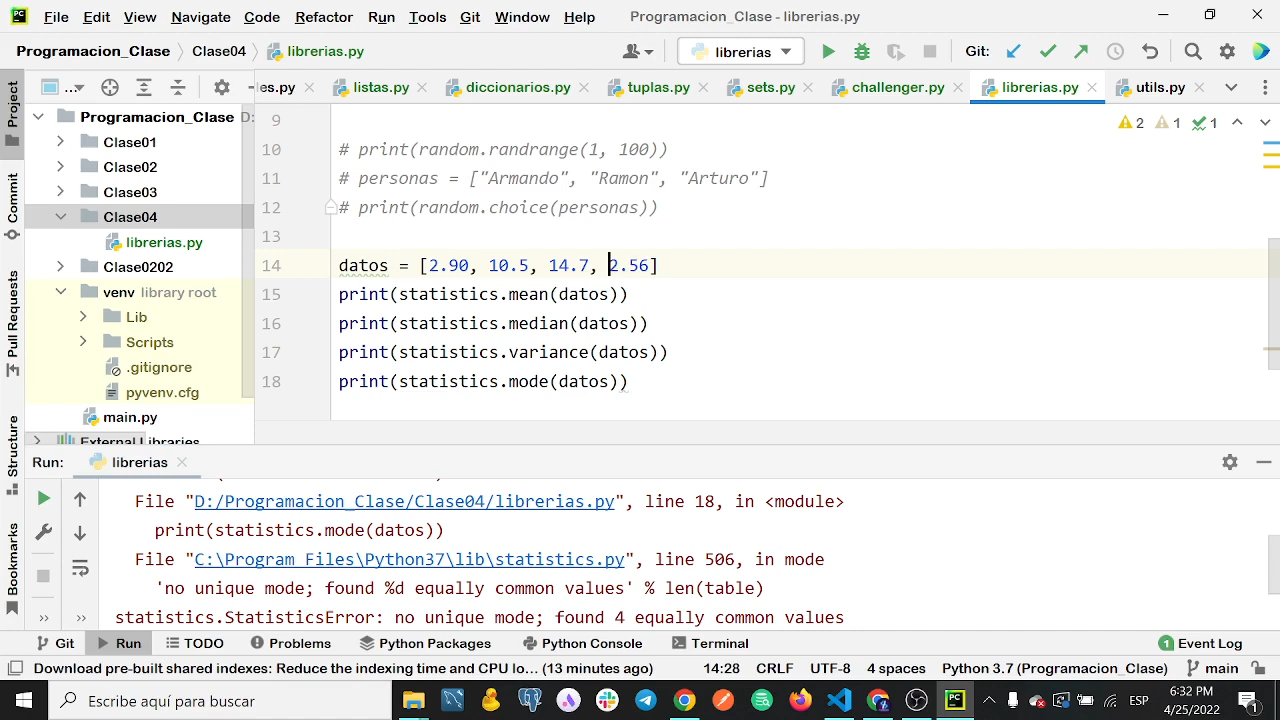 PC File Edit View Navigate Code Refactor Run Tools Git Window Help Programacion_Clase - librerias.py
Programacion_Clase Clase04 librerias.py librerias Git:
... es.py listas.py diccionarios.py tuplas.py sets.py challenger.py librerias.py utils.py
Project
Commit
Pull Requests
Structure
Bookmarks
Programacion_Clase D:
Clase01
Clase02
Clase03
Clase04
librerias.py
Clase0202
venv library root
Lib
Scripts
.gitignore
pyvenv.cfg
main.py
External Libraries
2 1 1
9
10 # print(random.randrange(1, 100))
11 # personas = ["Armando", "Ramon", "Arturo"]
12 # print(random.choice(personas))
13
14 datos = [2.90, 10.5, 14.7, 2.56]
15 print(statistics.mean(datos))
16 print(statistics.median(datos))
17 print(statistics.variance(datos))
18 print(statistics.mode(datos))
Run: librerias
File "D:/Programacion_Clase/Clase04/librerias.py", line 18, in <module>
print(statistics.mode(datos))
File "C:\Program Files\Python37\lib\statistics.py", line 506, in mode
'no unique mode; found %d equally common values' % len(table)
statistics.StatisticsError: no unique mode; found 4 equally common values
Git Run TODO Problems Python Packages Python Console Terminal 1 Event Log
Download pre-built shared indexes: Reduce the indexing time and CPU lo... (13 minutes ago) 14:28 CRLF UTF-8 4 spaces Python 3.7 (Programacion_Clase) main
Escribe aquí para buscar PC ESP 6:32 PM
4/25/2022 1